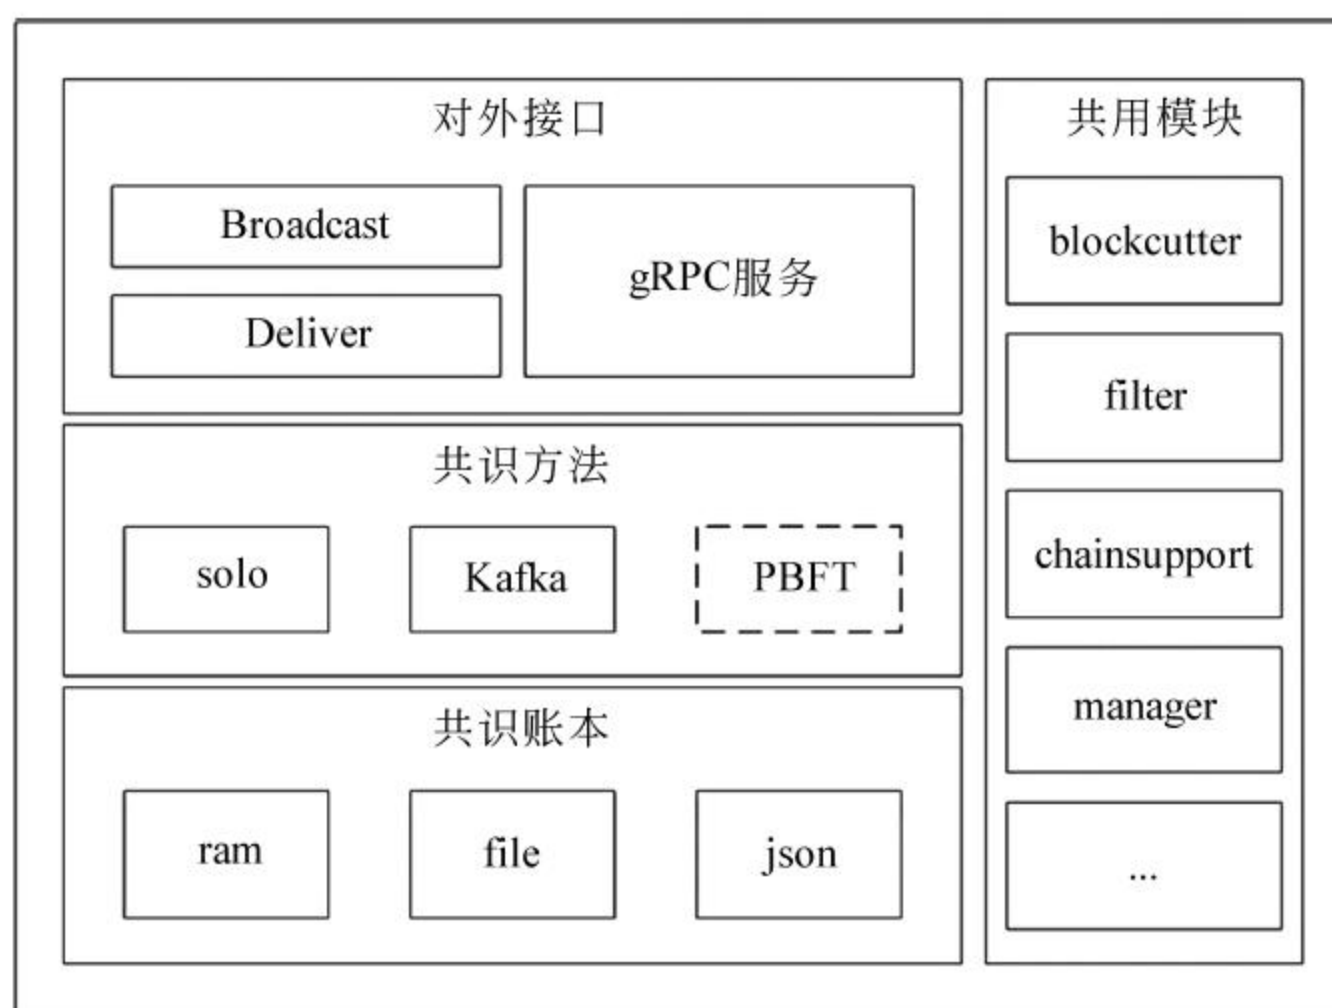 对外接口
Broadcast
Deliver
gRPC服务
共识方法
solo
Kafka
PBFT
共识账本
ram
file
json
共用模块
blockcutter
filter
chainsupport
manager
...